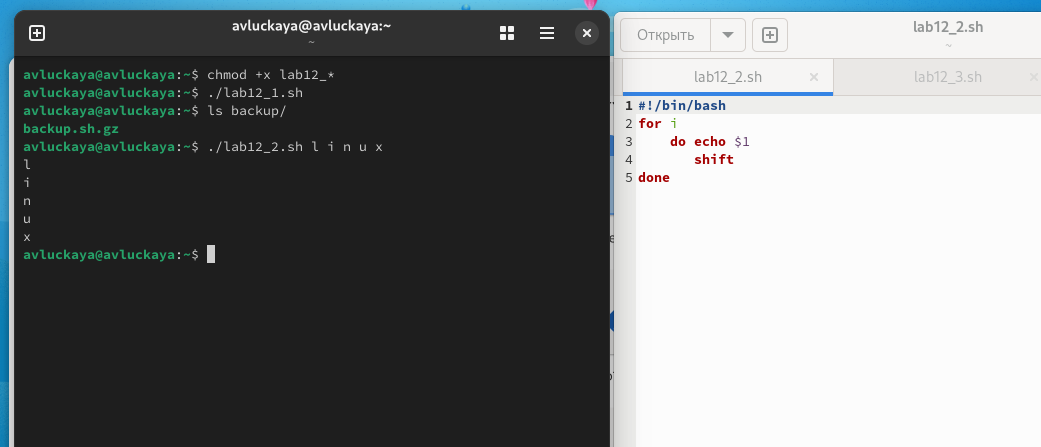 avluckaya@avluckaya:~
~
avluckaya@avluckaya:~$ chmod +x lab12_*
avluckaya@avluckaya:~$ ./lab12_1.sh
avluckaya@avluckaya:~$ ls backup/
backup.sh.gz
avluckaya@avluckaya:~$ ./lab12_2.sh l i n u x
l
i
n
u
x
avluckaya@avluckaya:~$
Открыть
lab12_2.sh
~
lab12_2.sh × lab12_3.sh ×
1 #!/bin/bash
2 for i
3     do echo $1
4        shift
5 done